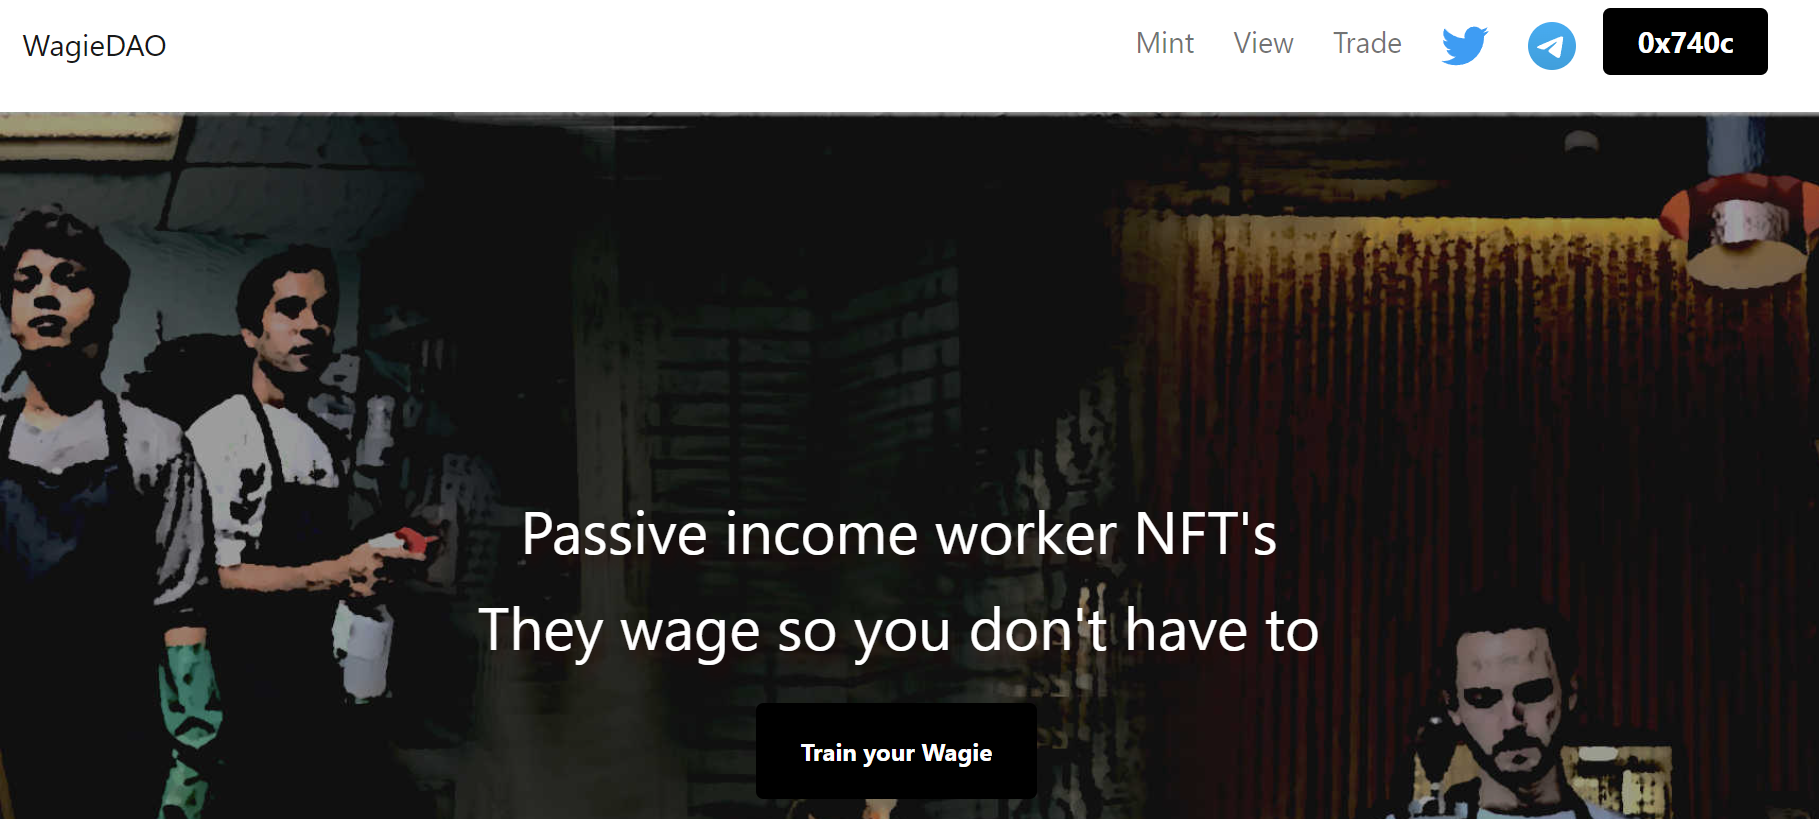 WagieDAO
Mint View Trade 0x740c
Passive income worker NFT's
They wage so you don't have to
Train your Wagie